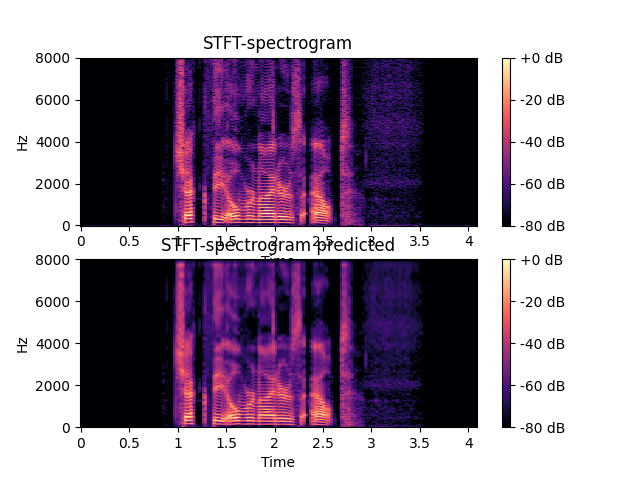 STFT-spectrogram
8000
6000
4000
2000
0
Hz
0 0.5 1 1.5 2 2.5 3 3.5 4
Time
+0 dB
-20 dB
-40 dB
-60 dB
-80 dB
STFT-spectrogram predicted
8000
6000
4000
2000
0
Hz
0 0.5 1 1.5 2 2.5 3 3.5 4
Time
+0 dB
-20 dB
-40 dB
-60 dB
-80 dB